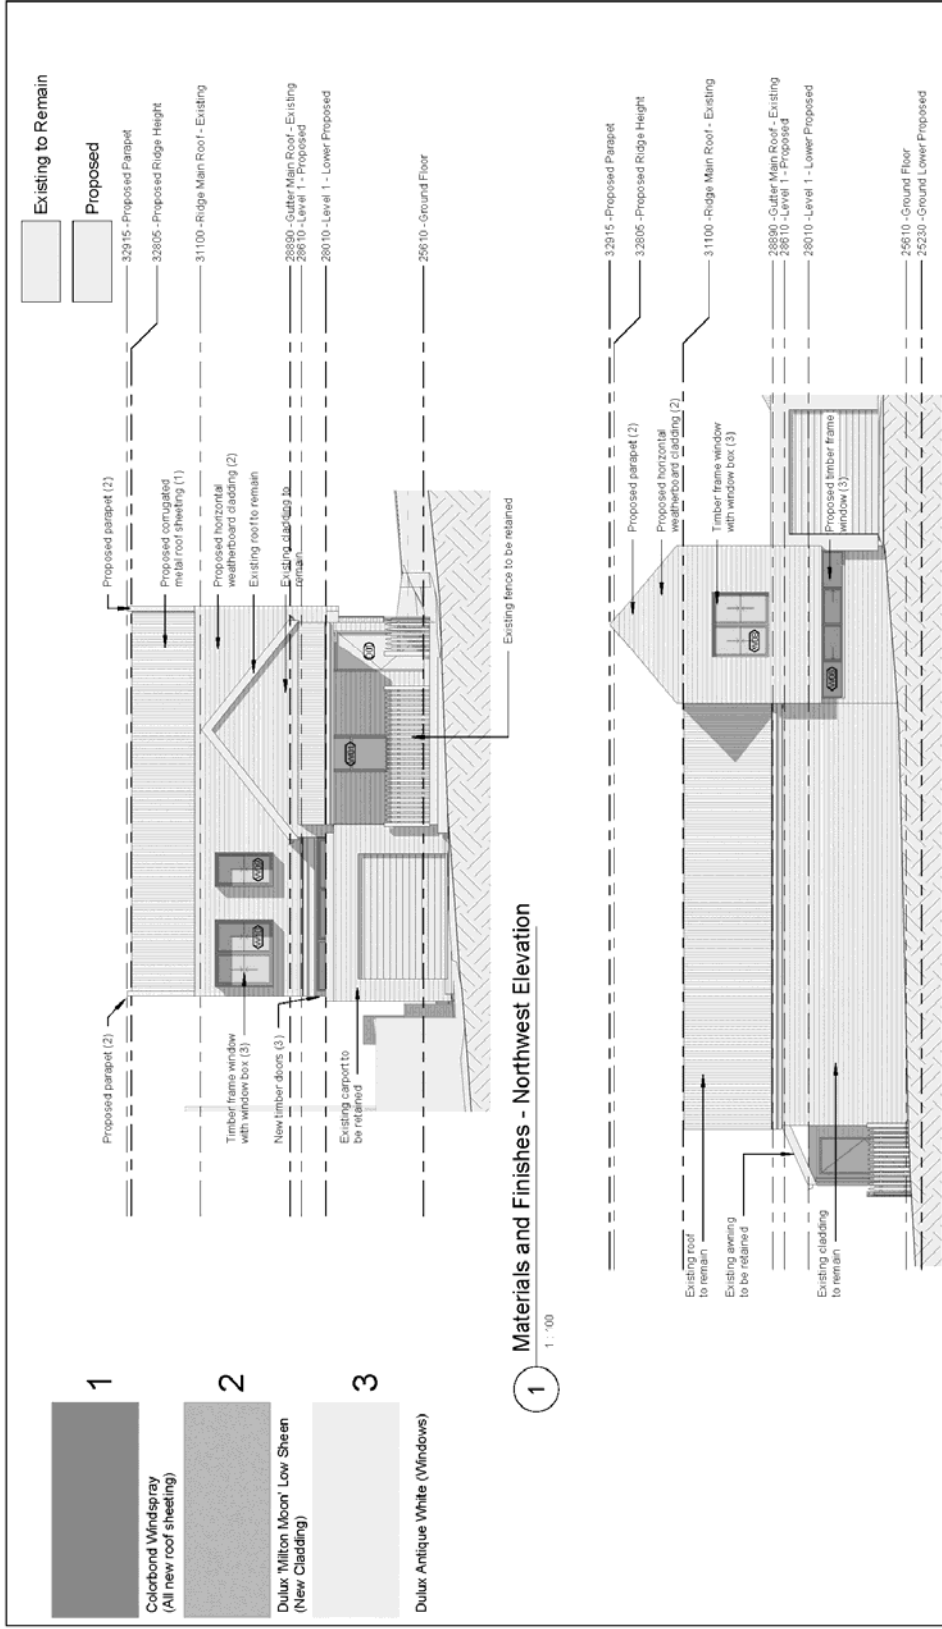 Existing to Remain
Proposed
1
Colorbond Windspray
(All new roof sheeting)
2
Dulux 'Milton Moon' Low Sheen
(New Cladding)
3
Dulux Antique White (Windows)
Proposed parapet (2)
Timber frame window
with window box (3)
New timber doors (3)
Existing carport to
be retained
Proposed parapet (2)
Proposed corrugated
metal roof sheeting (1)
Proposed horizontal
weatherboard cladding (2)
Existing roof to remain
Existing cladding to
remain
Existing fence to be retained
32915 - Proposed Parapet
32805 - Proposed Ridge Height
31100 - Ridge Main Roof - Existing
28890 - Gutter Main Roof - Existing
28610 - Level 1 - Proposed
28010 - Level 1 - Lower Proposed
25610 - Ground Floor
1
Materials and Finishes - Northwest Elevation
1 : 100
Existing roof
to remain
Existing awning
to be retained
Existing cladding
to remain
Proposed parapet (2)
Proposed horizontal
weatherboard cladding (2)
Timber frame window
with window box (3)
Proposed timber frame
window (3)
32915 - Proposed Parapet
32805 - Proposed Ridge Height
31100 - Ridge Main Roof - Existing
28890 - Gutter Main Roof - Existing
28610 - Level 1 - Proposed
28010 - Level 1 - Lower Proposed
25610 - Ground Floor
25230 - Ground Lower Proposed